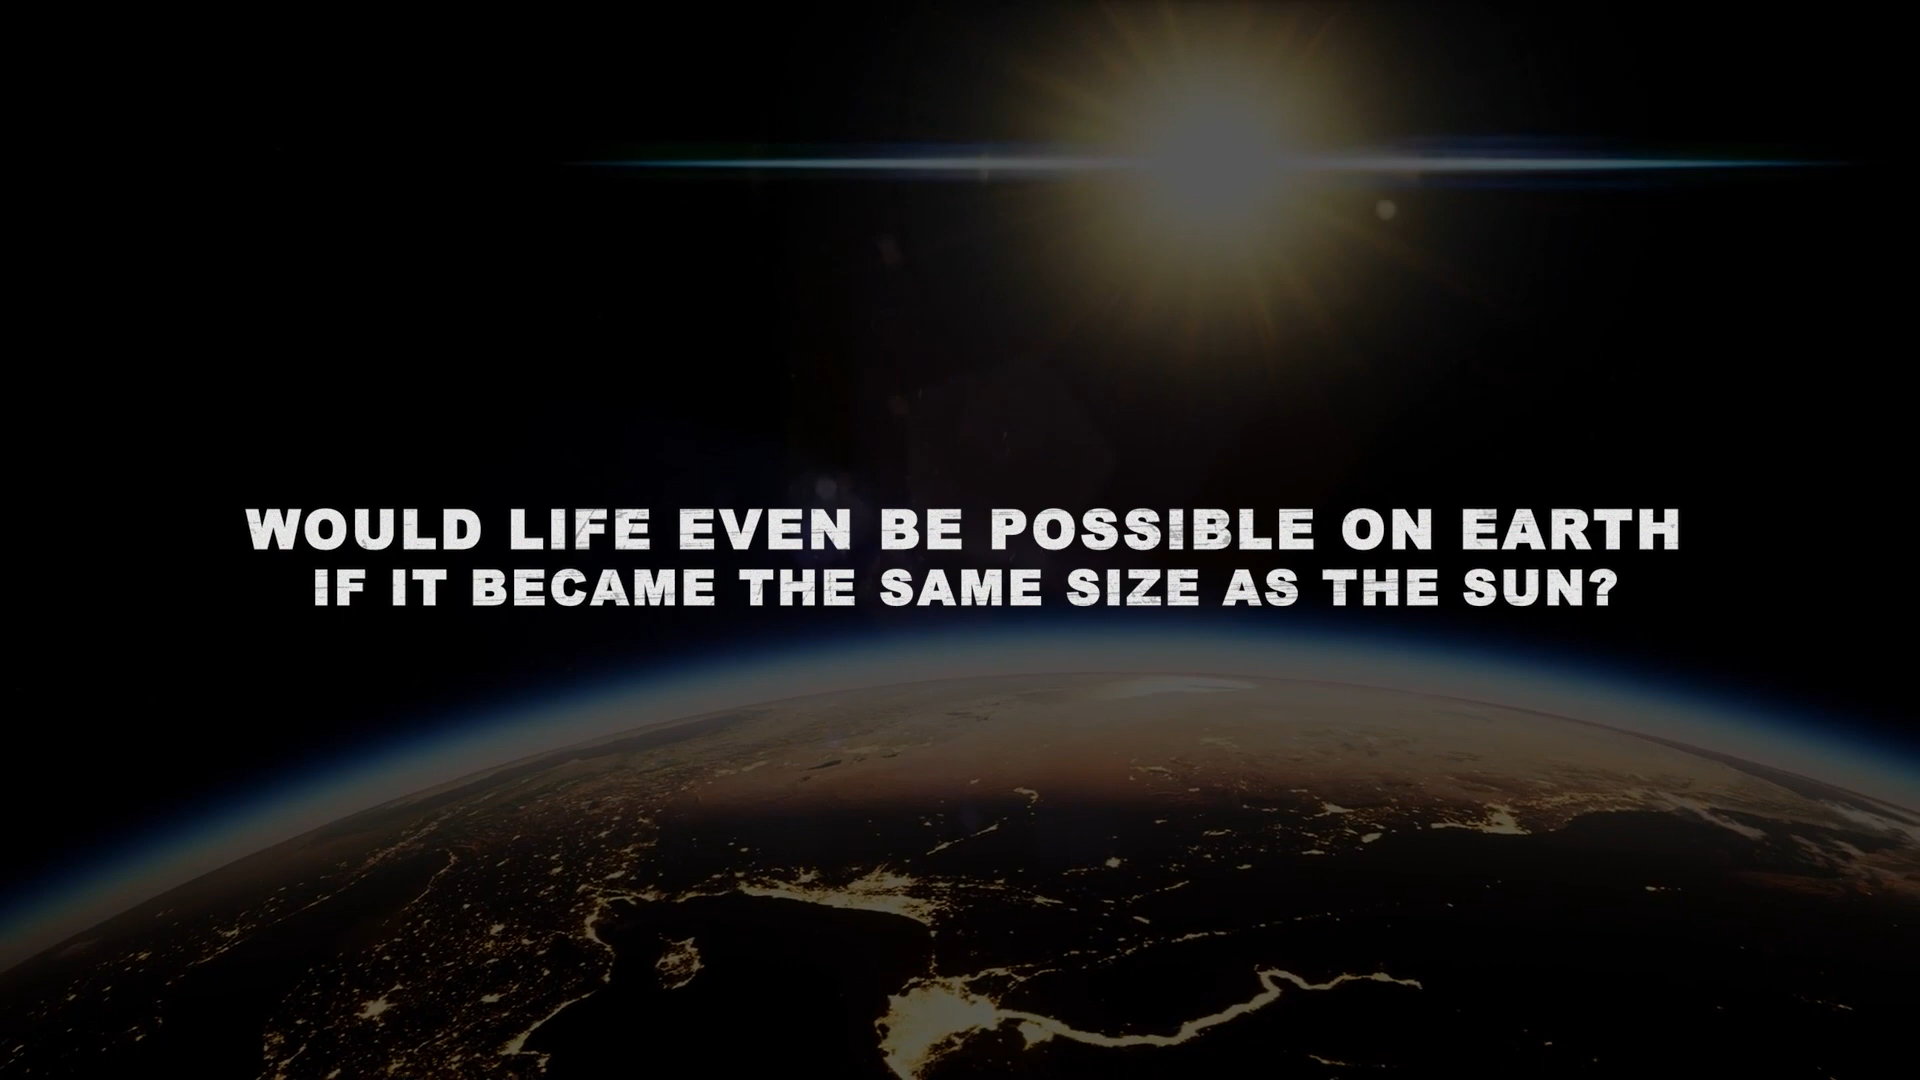 WOULD LIFE EVEN BE POSSIBLE ON EARTH
IF IT BECAME THE SAME SIZE AS THE SUN?